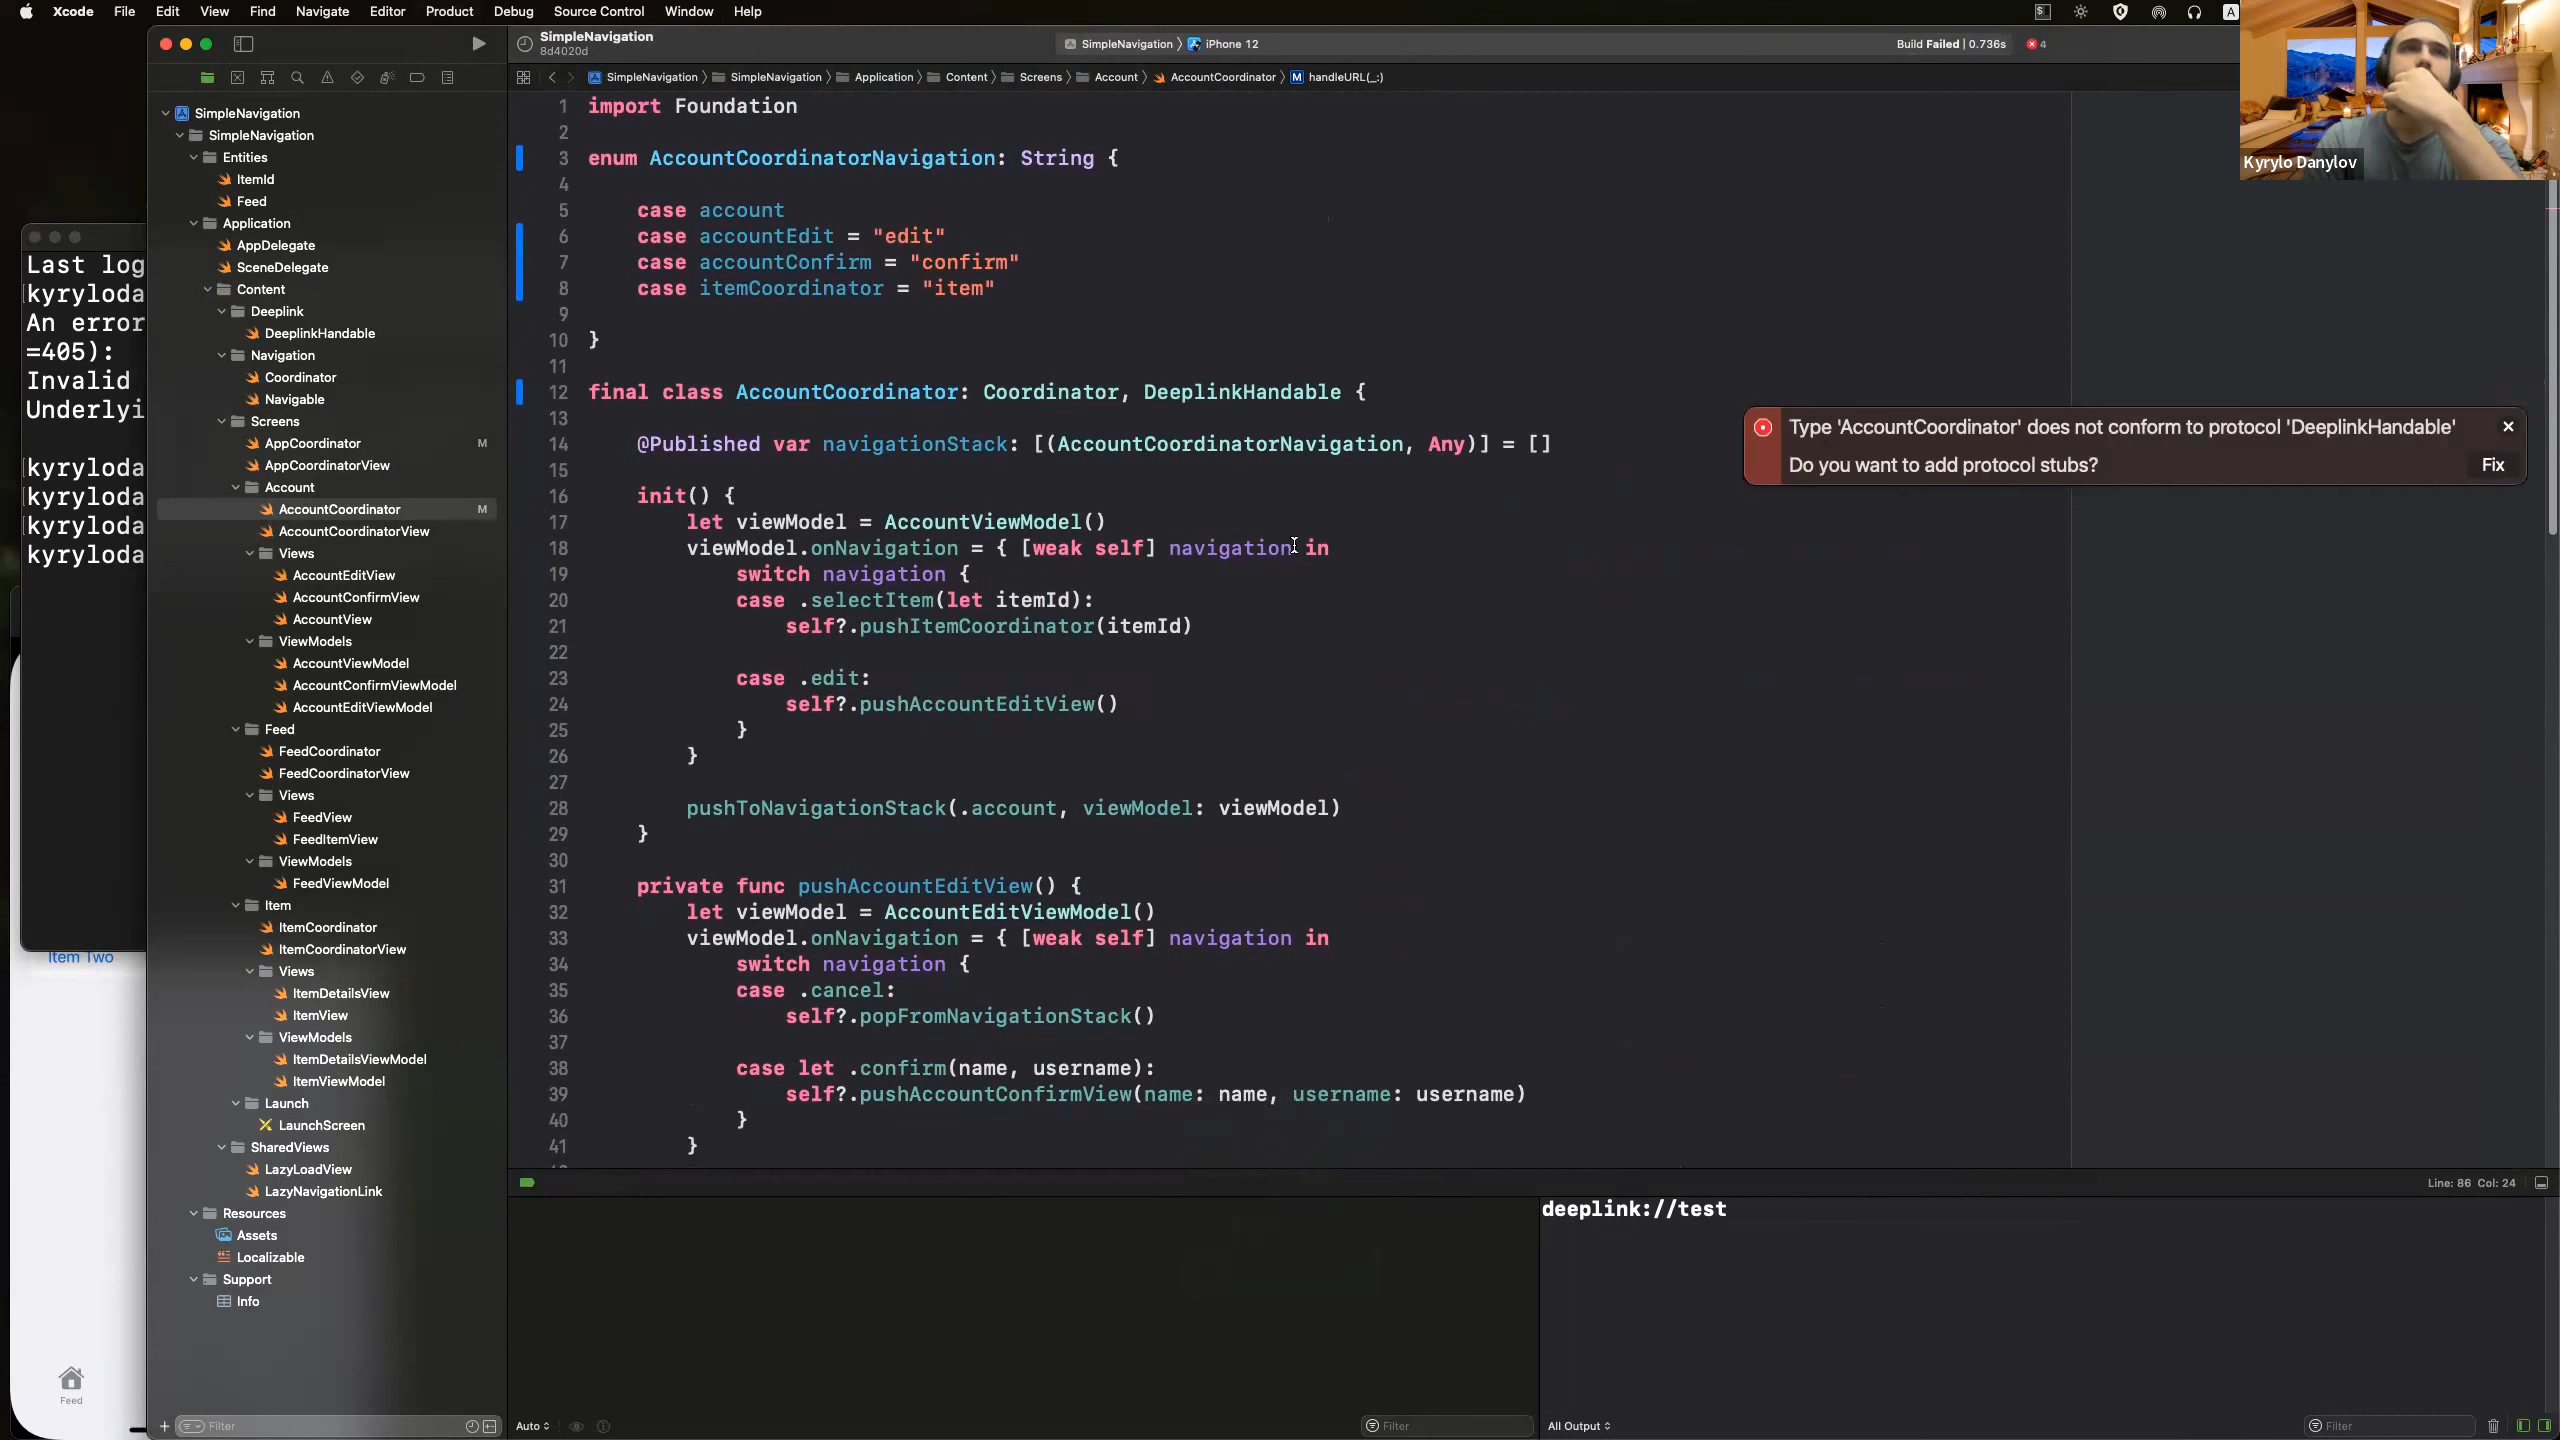 Xcode File Edit View Find Navigate Editor Product Debug Source Control Window Help
SimpleNavigation
8d4020d
SimpleNavigation iPhone 12
Build Failed | 0.736s 4
SimpleNavigation SimpleNavigation Application Content Screens Account AccountCoordinator M handleURL(_:)
Kyrylo Danylov
SimpleNavigation
SimpleNavigation
Entities
ItemId
Feed
Application
AppDelegate
SceneDelegate
Content
Deeplink
DeeplinkHandable
Navigation
Coordinator
Navigable
Screens
AppCoordinator M
AppCoordinatorView
Account
AccountCoordinator M
AccountCoordinatorView
Views
AccountEditView
AccountConfirmView
AccountView
ViewModels
AccountViewModel
AccountConfirmViewModel
AccountEditViewModel
Feed
FeedCoordinator
FeedCoordinatorView
Views
FeedView
FeedItemView
ViewModels
FeedViewModel
Item
ItemCoordinator
ItemCoordinatorView
Views
ItemDetailsView
ItemView
ViewModels
ItemDetailsViewModel
ItemViewModel
Launch
LaunchScreen
SharedViews
LazyLoadView
LazyNavigationLink
Resources
Assets
Localizable
Support
Info
Filter
Last log
kyryloda
An error
=405):
Invalid
Underlyi
kyryloda
kyryloda
kyryloda
kyryloda
Item Two
Feed
1 import Foundation
2
3 enum AccountCoordinatorNavigation: String {
4
5 case account
6 case accountEdit = "edit"
7 case accountConfirm = "confirm"
8 case itemCoordinator = "item"
9
10 }
11
12 final class AccountCoordinator: Coordinator, DeeplinkHandable {
13
14 @Published var navigationStack: [(AccountCoordinatorNavigation, Any)] = []
15
16 init() {
17 let viewModel = AccountViewModel()
18 viewModel.onNavigation = { [weak self] navigation in
19 switch navigation {
20 case .selectItem(let itemId):
21 self?.pushItemCoordinator(itemId)
22
23 case .edit:
24 self?.pushAccountEditView()
25 }
26 }
27
28 pushToNavigationStack(.account, viewModel: viewModel)
29 }
30
31 private func pushAccountEditView() {
32 let viewModel = AccountEditViewModel()
33 viewModel.onNavigation = { [weak self] navigation in
34 switch navigation {
35 case .cancel:
36 self?.popFromNavigationStack()
37
38 case let .confirm(name, username):
39 self?.pushAccountConfirmView(name: name, username: username)
40 }
41 }
Type 'AccountCoordinator' does not conform to protocol 'DeeplinkHandable'
Do you want to add protocol stubs? Fix
Line: 86 Col: 24
deeplink://test
Auto
Filter
All Output
Filter